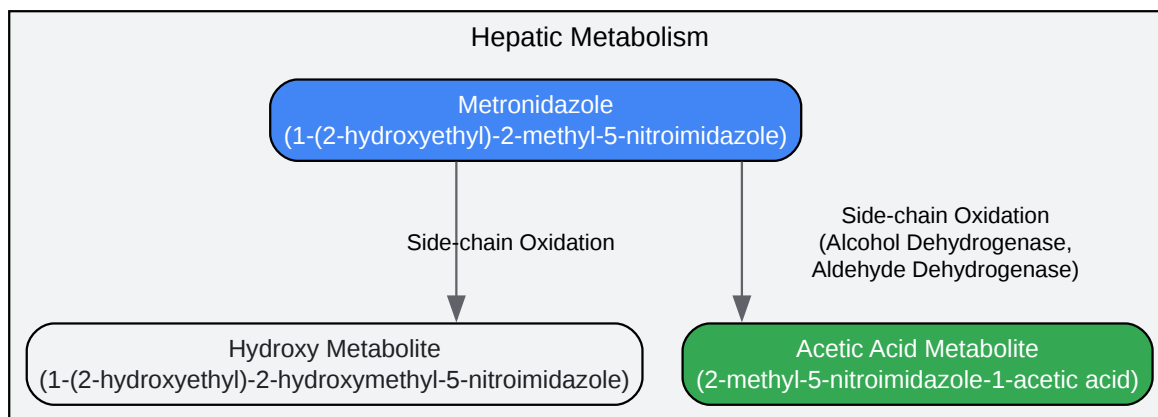 Hepatic Metabolism
Metronidazole
(1-(2-hydroxyethyl)-2-methyl-5-nitroimidazole)
Side-chain Oxidation
Side-chain Oxidation
(Alcohol Dehydrogenase,
Aldehyde Dehydrogenase)
Hydroxy Metabolite
(1-(2-hydroxyethyl)-2-hydroxymethyl-5-nitroimidazole)
Acetic Acid Metabolite
(2-methyl-5-nitroimidazole-1-acetic acid)